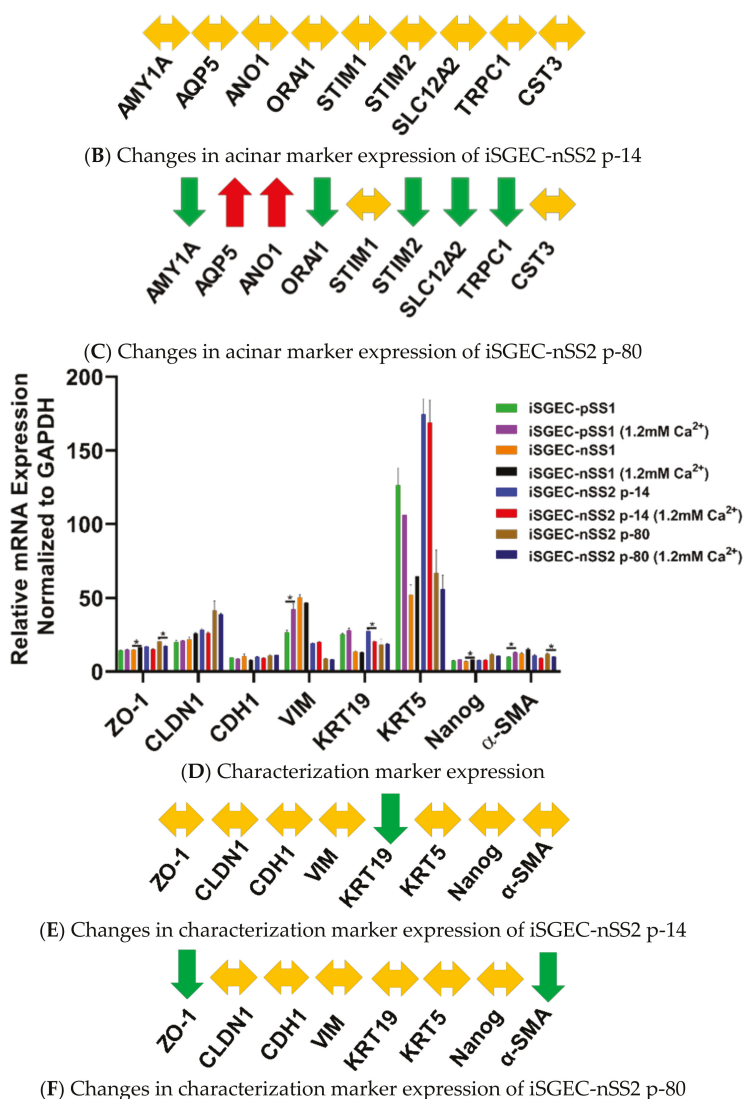 AMY1A AQP5 ANO1 ORAI1 STIM1 STIM2 SLC12A2 TRPC1 CST3
(B) Changes in acinar marker expression of iSGEC-nSS2 p-14
AMY1A AQP5 ANO1 ORAI1 STIM1 STIM2 SLC12A2 TRPC1 CST3
(C) Changes in acinar marker expression of iSGEC-nSS2 p-80
Relative mRNA Expression
Normalized to GAPDH
200
150
100
50
0
iSGEC-pSS1
iSGEC-pSS1 (1.2mM Ca²⁺)
iSGEC-nSS1
iSGEC-nSS1 (1.2mM Ca²⁺)
iSGEC-nSS2 p-14
iSGEC-nSS2 p-14 (1.2mM Ca²⁺)
iSGEC-nSS2 p-80
iSGEC-nSS2 p-80 (1.2mM Ca²⁺)
* * * * * * *
ZO-1 CLDN1 CDH1 VIM KRT19 KRT5 Nanog α-SMA
(D) Characterization marker expression
ZO-1 CLDN1 CDH1 VIM KRT19 KRT5 Nanog α-SMA
(E) Changes in characterization marker expression of iSGEC-nSS2 p-14
ZO-1 CLDN1 CDH1 VIM KRT19 KRT5 Nanog α-SMA
(F) Changes in characterization marker expression of iSGEC-nSS2 p-80